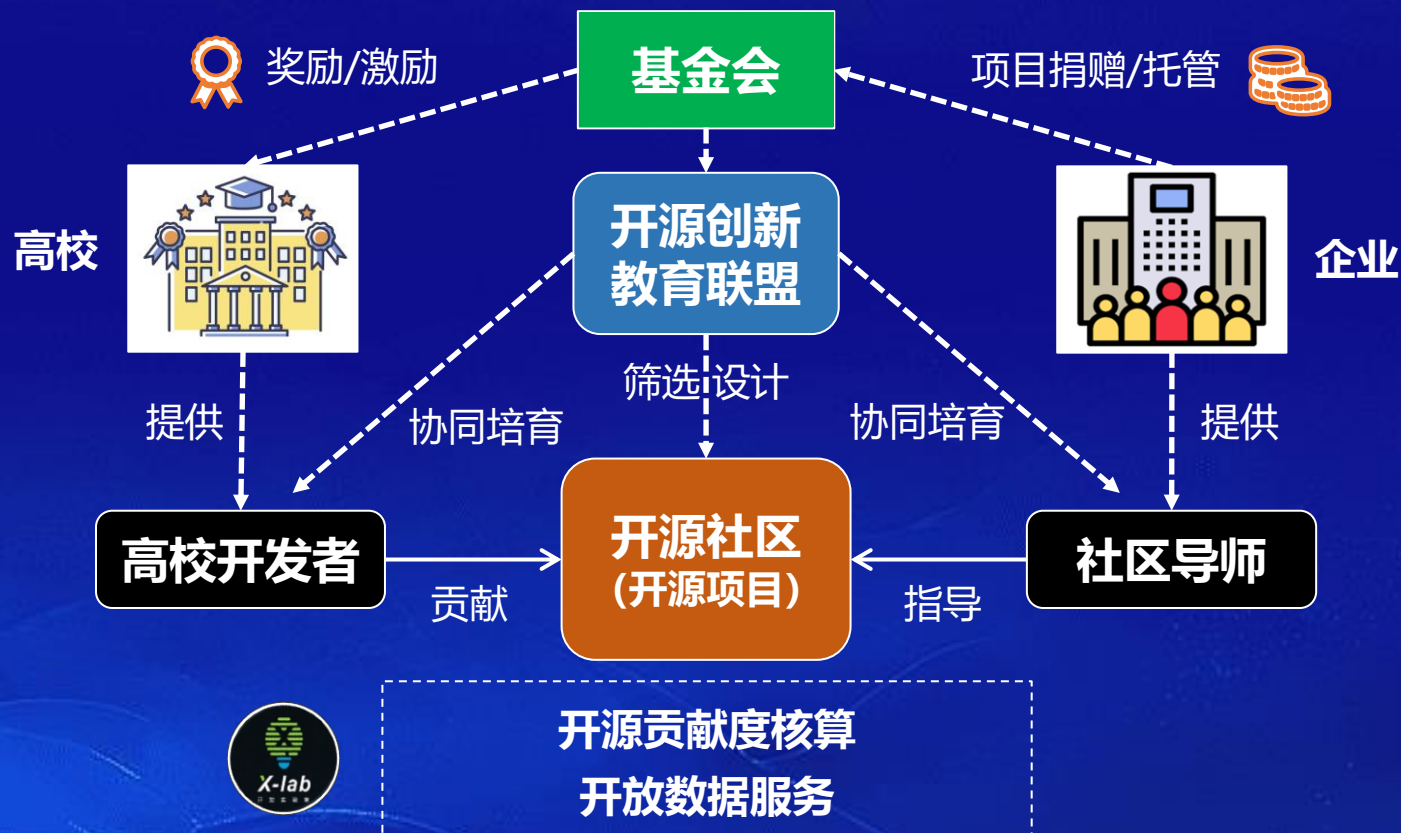 奖励/激励
基金会
项目捐赠/托管
高校
开源创新
教育联盟
企业
筛选 设计
提供
协同培育
协同培育
提供
高校开发者
开源社区
(开源项目)
社区导师
贡献
指导
开源贡献度核算
开放数据服务
X-lab